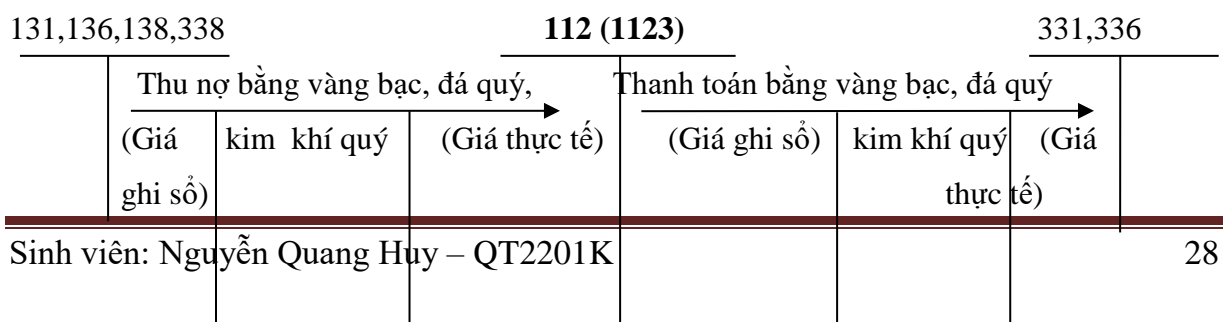 131,136,138,338 112 (1123) 331,336
Thu nợ bằng vàng bạc, đá quý, Thanh toán bằng vàng bạc, đá quý
(Giá kim khí quý (Giá thực tế) (Giá ghi sổ) kim khí quý (Giá
ghi sổ) thực tế)
Sinh viên: Nguyễn Quang Huy – QT2201K 28